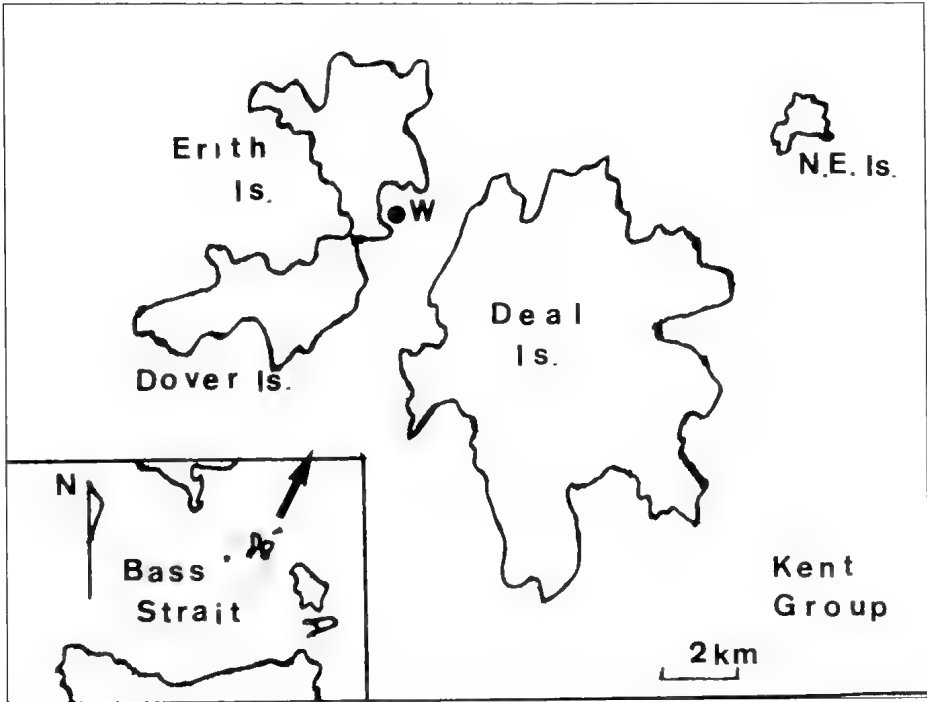 Erith
Is.
W
N.E. Is.
Deal
Is.
Dover Is.
N
Bass
Strait
Kent
Group
2 km